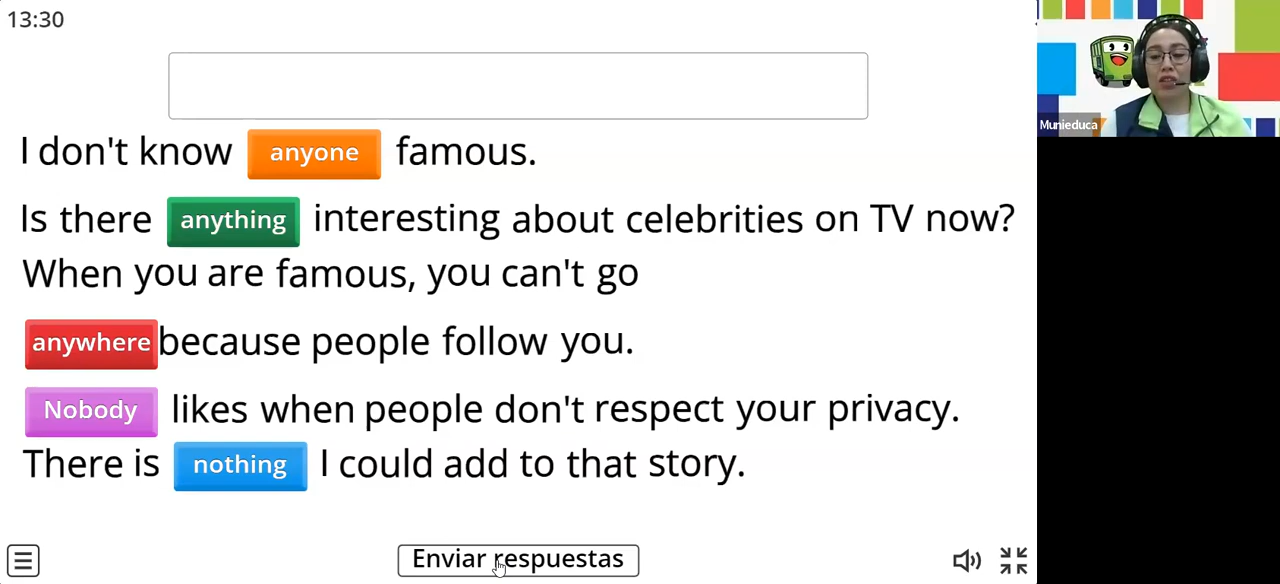 13:30
I don't know anyone famous.
Is there anything interesting about celebrities on TV now?
When you are famous, you can't go
anywhere because people follow you.
Nobody likes when people don't respect your privacy.
There is nothing I could add to that story.
Enviar respuestas
Munieduca